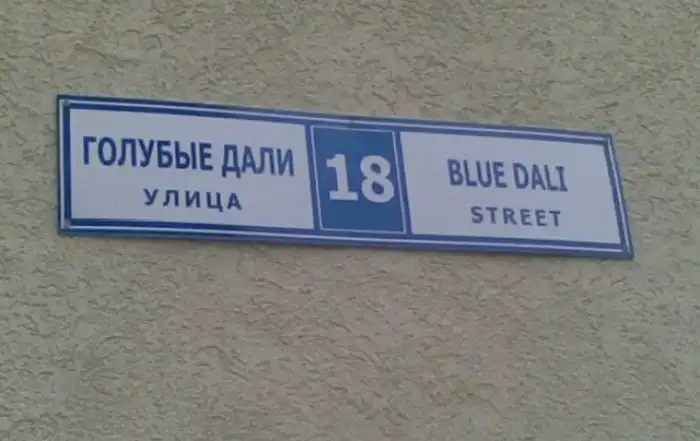 ГОЛУБЫЕ ДАЛИ
УЛИЦА
18
BLUE DALI
STREET